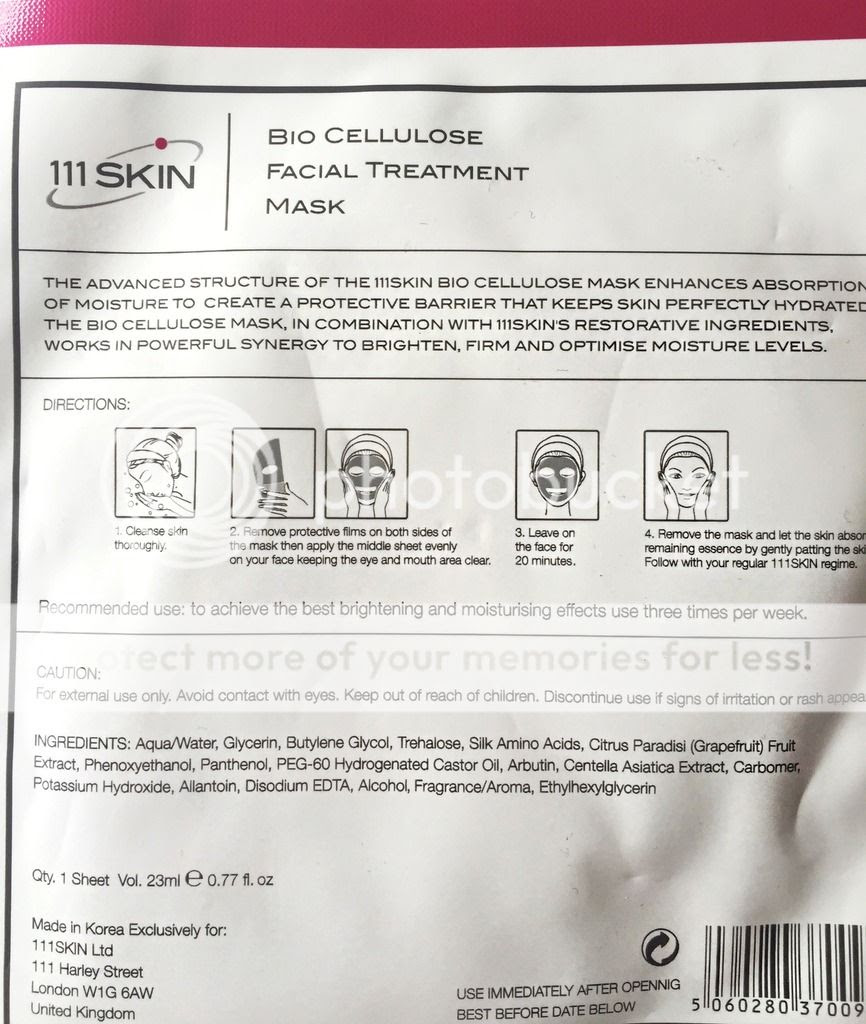 111 SKIN
BIO CELLULOSE
FACIAL TREATMENT
MASK
THE ADVANCED STRUCTURE OF THE 111SKIN BIO CELLULOSE MASK ENHANCES ABSORPTION
OF MOISTURE TO CREATE A PROTECTIVE BARRIER THAT KEEPS SKIN PERFECTLY HYDRATED
THE BIO CELLULOSE MASK, IN COMBINATION WITH 111SKIN'S RESTORATIVE INGREDIENTS,
WORKS IN POWERFUL SYNERGY TO BRIGHTEN, FIRM AND OPTIMISE MOISTURE LEVELS.
DIRECTIONS:
photobucket
1. Cleanse skin
thoroughly.
2. Remove protective films on both sides of
the mask then apply the middle sheet evenly
on your face keeping the eye and mouth area clear.
3. Leave on
the face for
20 minutes.
4. Remove the mask and let the skin absor
remaining essence by gently patting the ski
Follow with your regular 111SKIN regime.
Recommended use: to achieve the best brightening and moisturising effects use three times per week.
otect more of your memories for less!
CAUTION:
For external use only. Avoid contact with eyes. Keep out of reach of children. Discontinue use if signs of irritation or rash appea
INGREDIENTS: Aqua/Water, Glycerin, Butylene Glycol, Trehalose, Silk Amino Acids, Citrus Paradisi (Grapefruit) Fruit
Extract, Phenoxyethanol, Panthenol, PEG-60 Hydrogenated Castor Oil, Arbutin, Centella Asiatica Extract, Carbomer,
Potassium Hydroxide, Allantoin, Disodium EDTA, Alcohol, Fragrance/Aroma, Ethylhexylglycerin
Qty. 1 Sheet Vol. 23ml ℮ 0.77 fl. oz
Made in Korea Exclusively for:
111SKIN Ltd
111 Harley Street
London W1G 6AW
United Kingdom
USE IMMEDIATELY AFTER OPENNIG
BEST BEFORE DATE BELOW
5 060280 37009